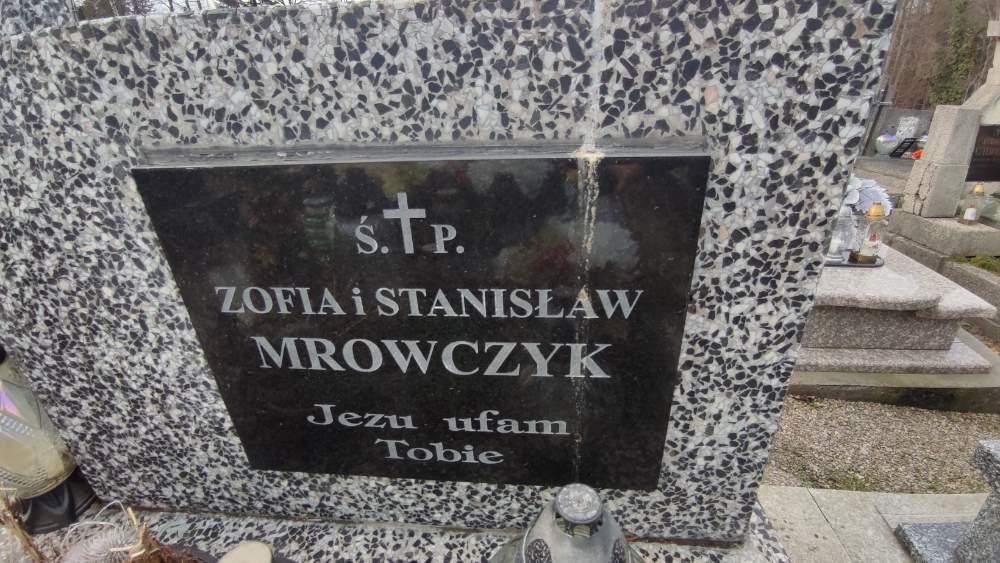 Ś. P.
ZOFIA i STANISŁAW
MROWCZYK
Jezu ufam
Tobie